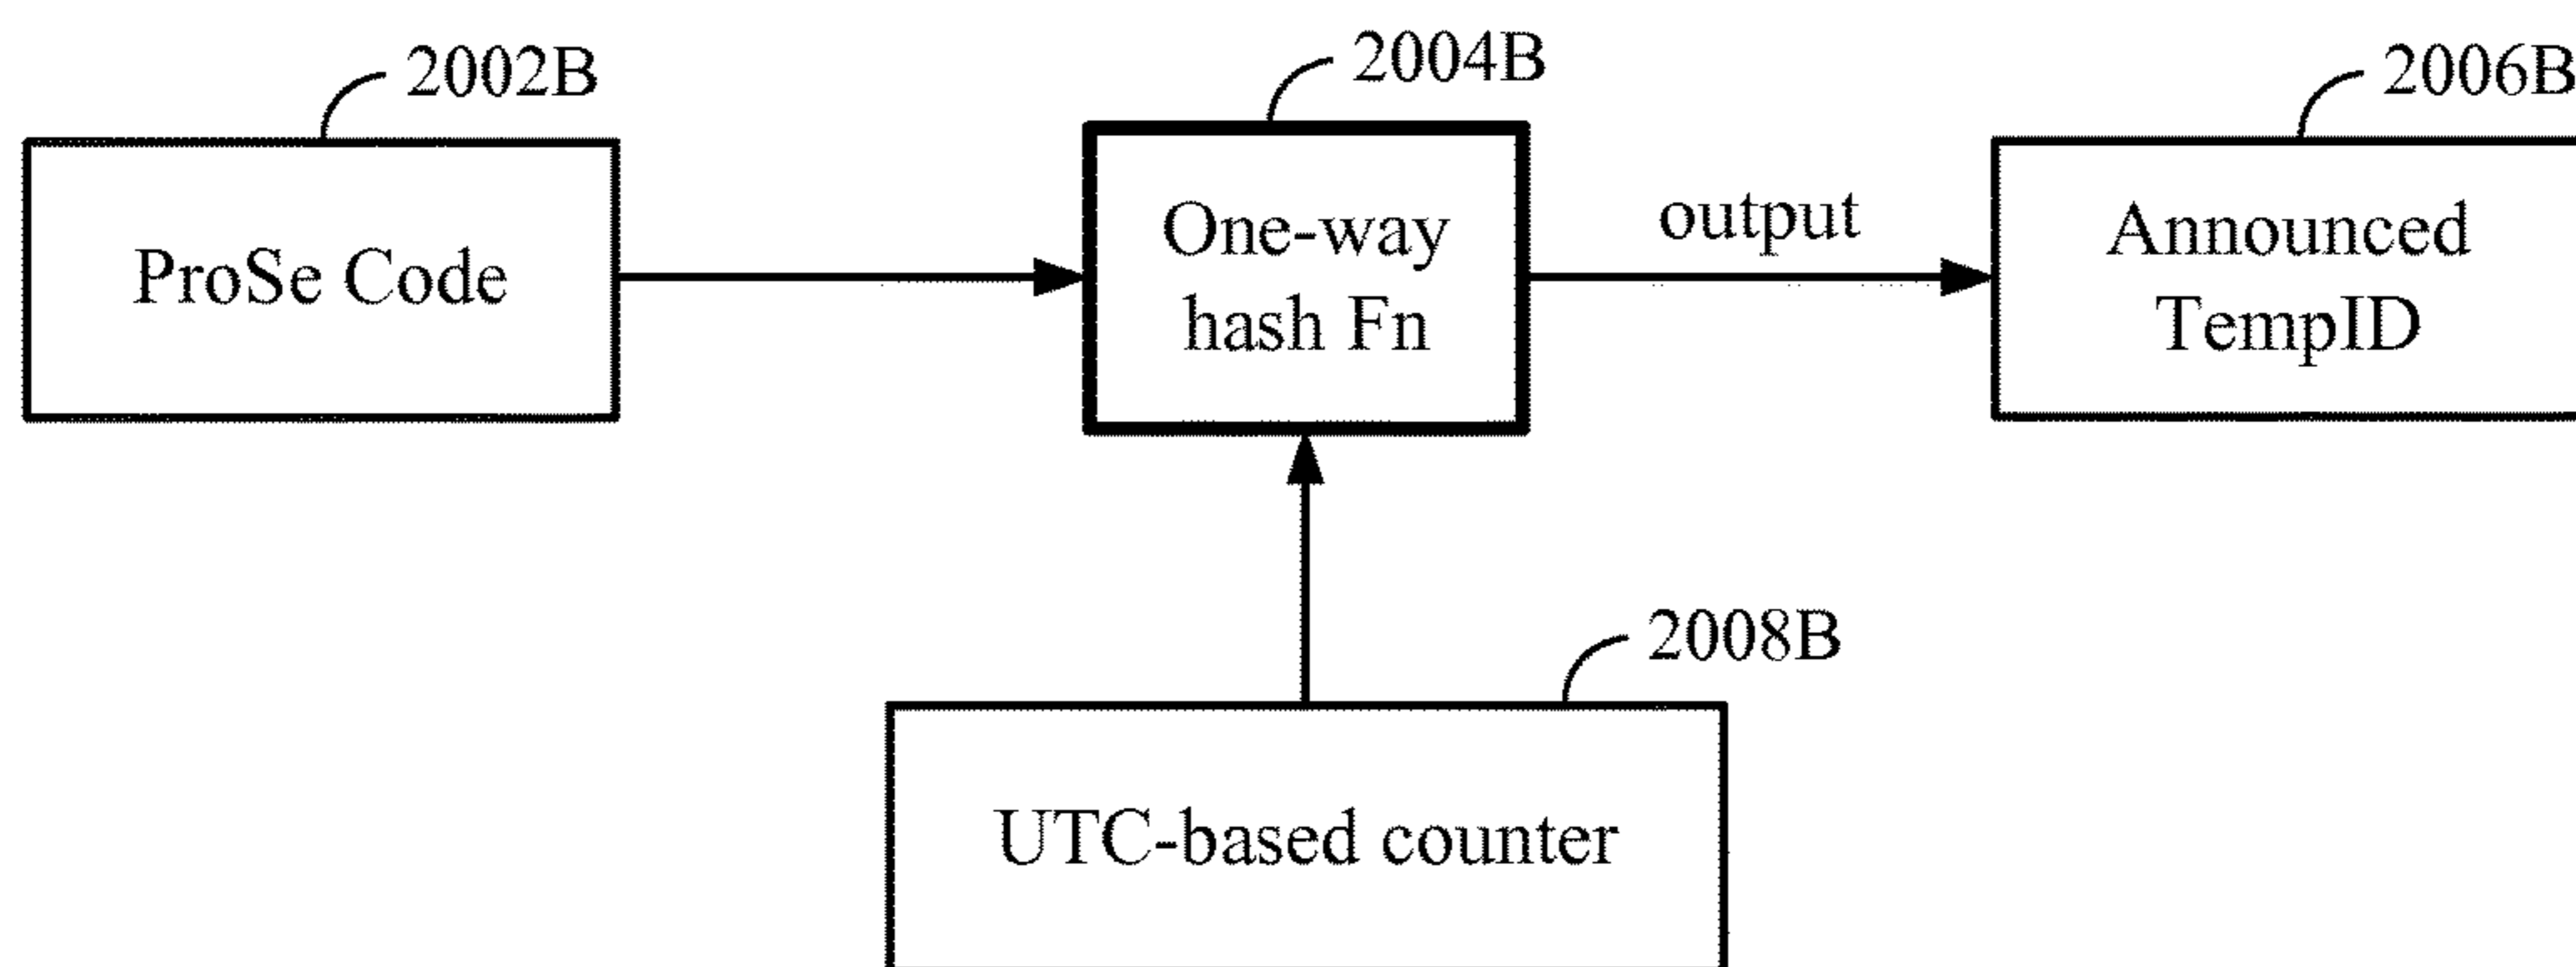 2002B
2004B
2006B
ProSe Code
One-way
hash Fn
output
Announced
TempID
2008B
UTC-based counter